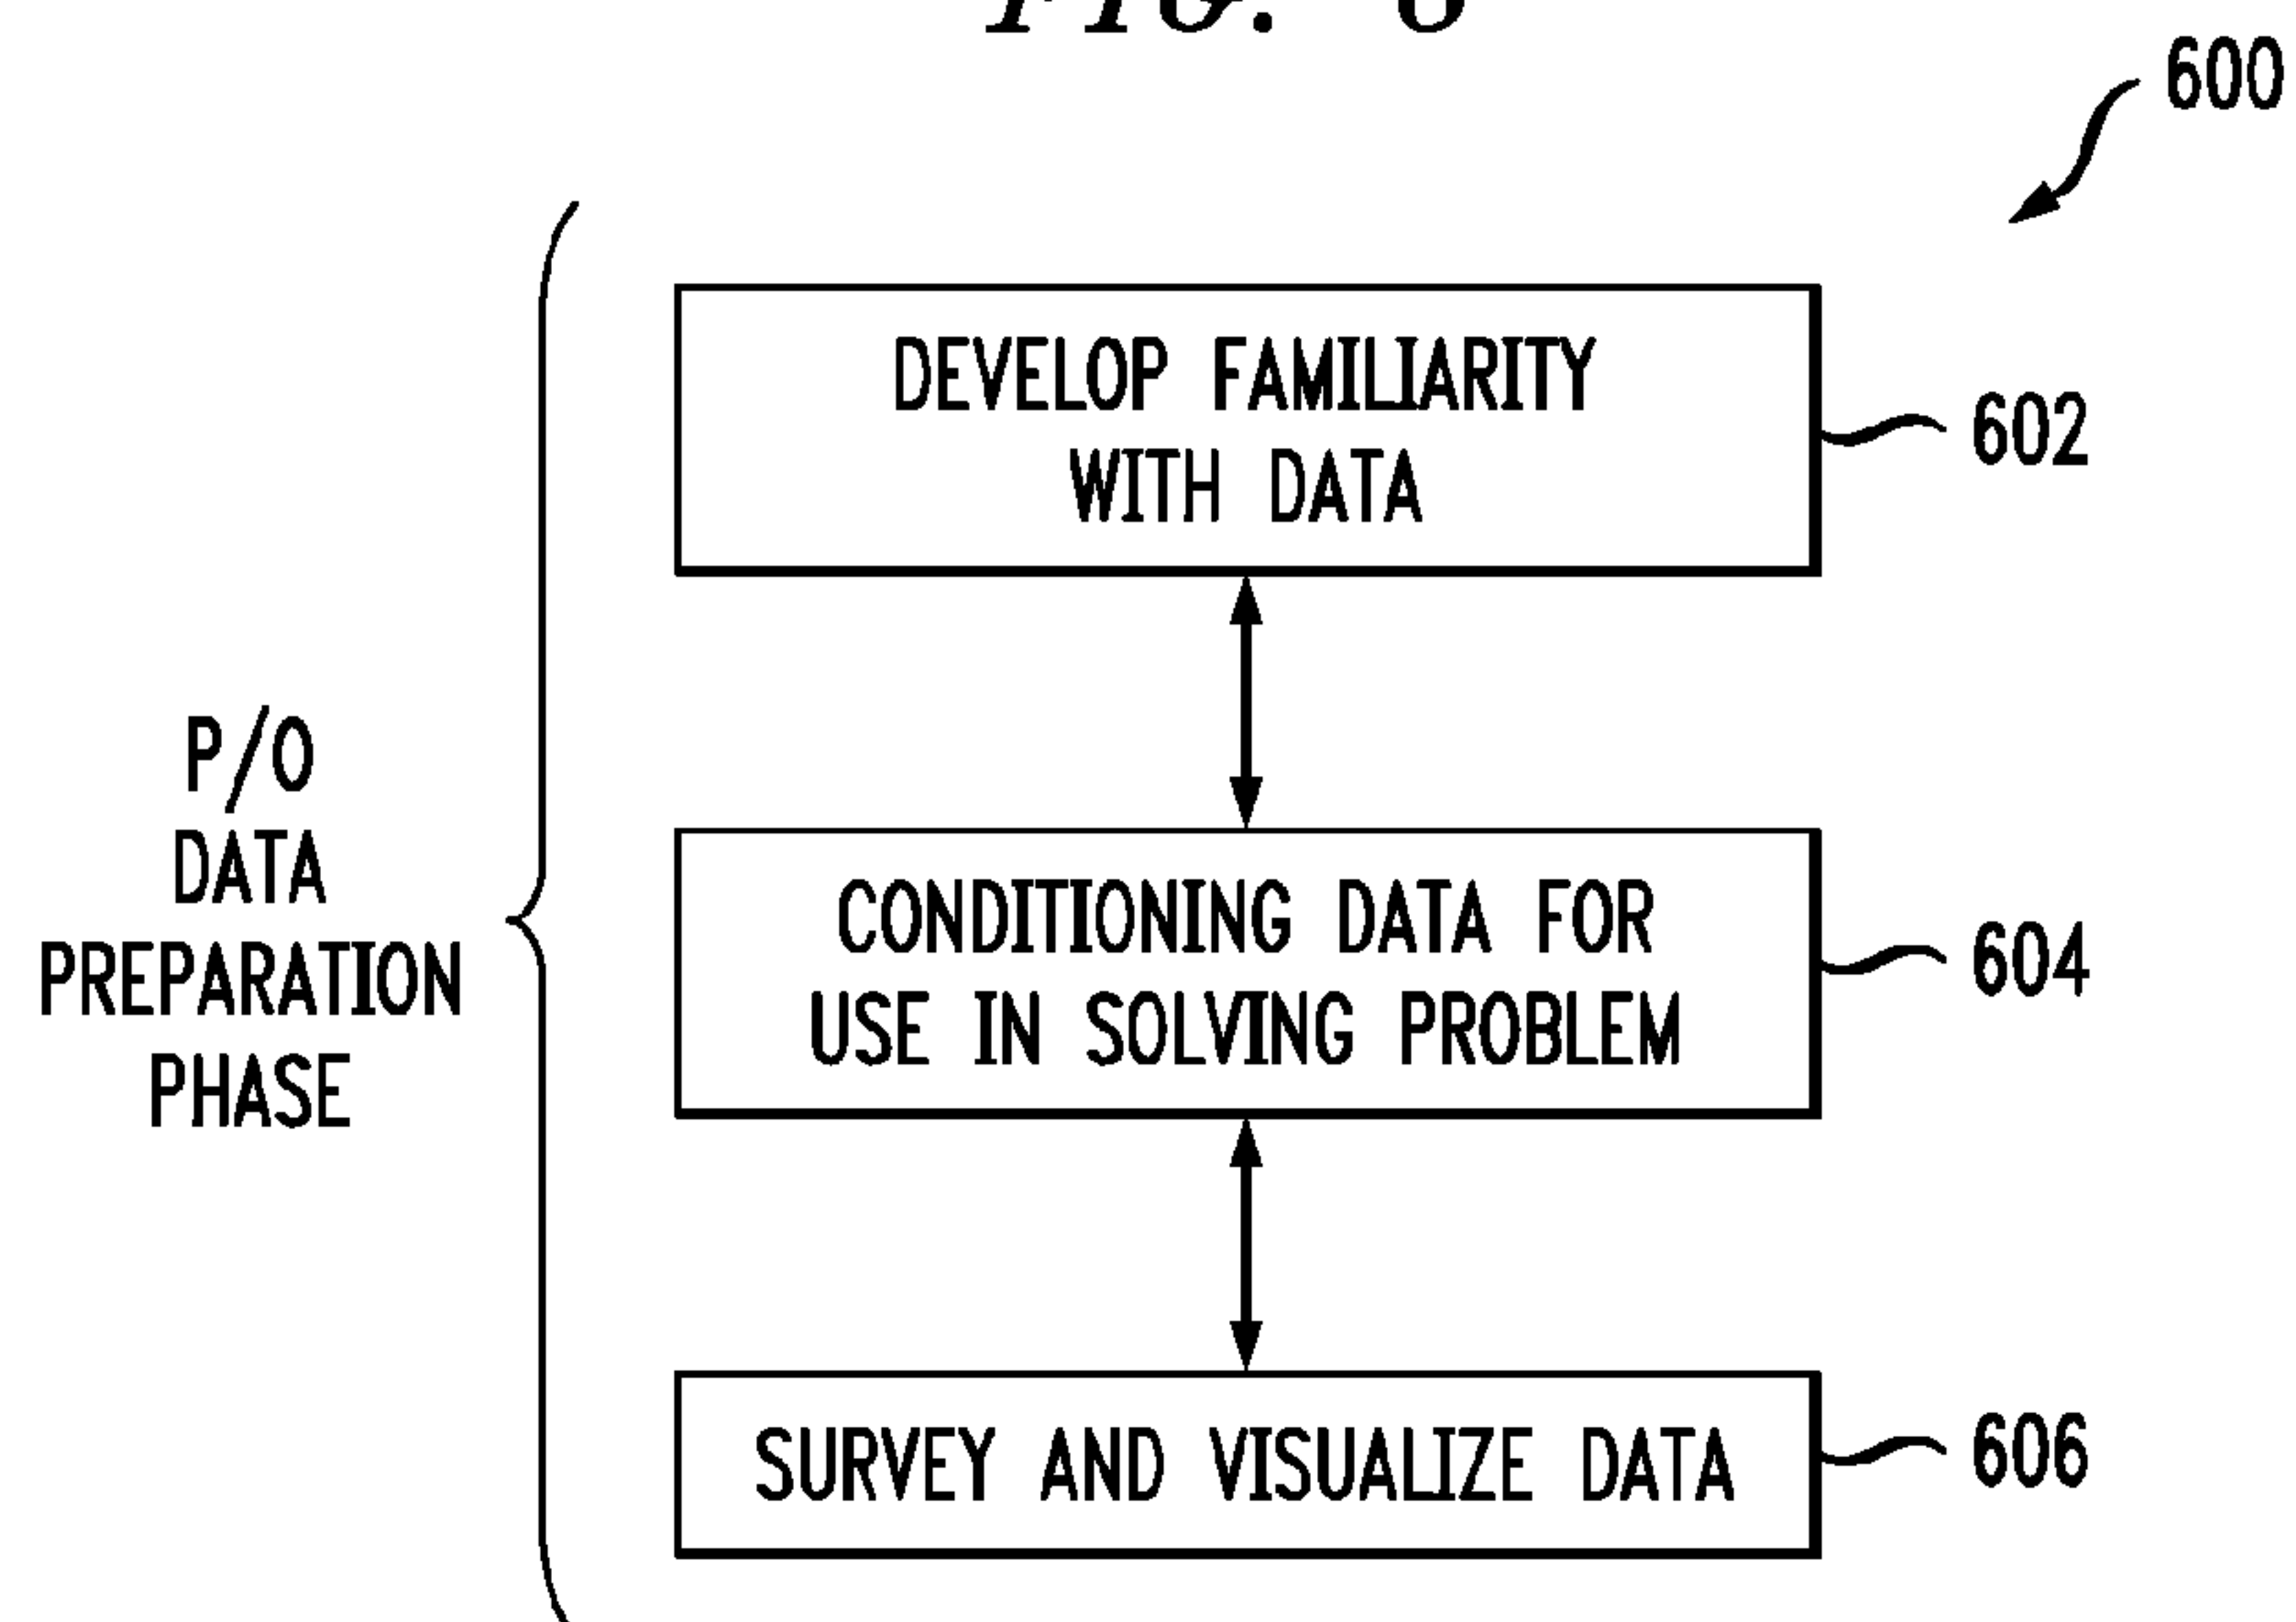 FIG.
600
DEVELOP FAMILIARITY
WITH DATA
602
P/O
DATA
PREPARATION
PHASE
CONDITIONING DATA FOR
USE IN SOLVING PROBLEM
604
SURVEY AND VISUALIZE DATA
606